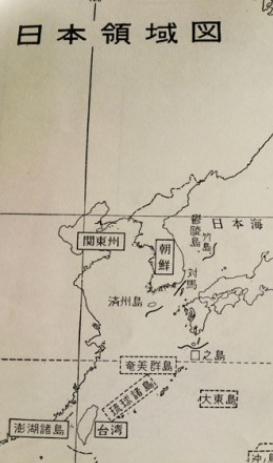 日本領域図
日本海
鬱陵島
竹島
関東州
朝鮮
対馬
済州島
口之島
奄美群島
琉球諸島
大東島
澎湖諸島
台湾
沖ノ